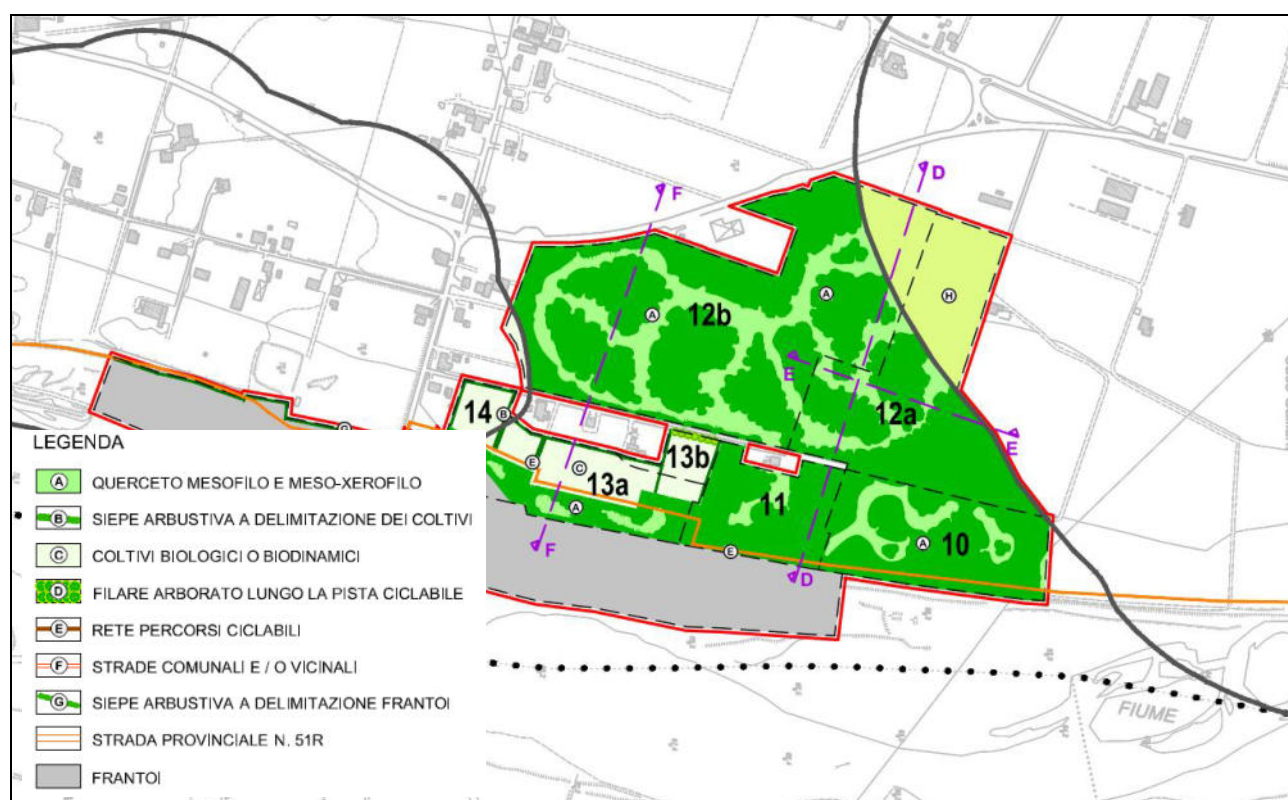 D
F
H
A
12b
A
E
12a
E
14
B
G
E
C
13a
13b
A
11
10
A
E
F
D
FIUME
LEGENDA
A QUERCETO MESOFILO E MESO-XEROFILO
B SIEPE ARBUSTIVA A DELIMITAZIONE DEI COLTIVI
C COLTIVI BIOLOGICI O BIODINAMICI
D FILARE ARBORATO LUNGO LA PISTA CICLABILE
E RETE PERCORSI CICLABILI
F STRADE COMUNALI E / O VICINALI
G SIEPE ARBUSTIVA A DELIMITAZIONE FRANTOI
STRADA PROVINCIALE N. 51R
FRANTOI